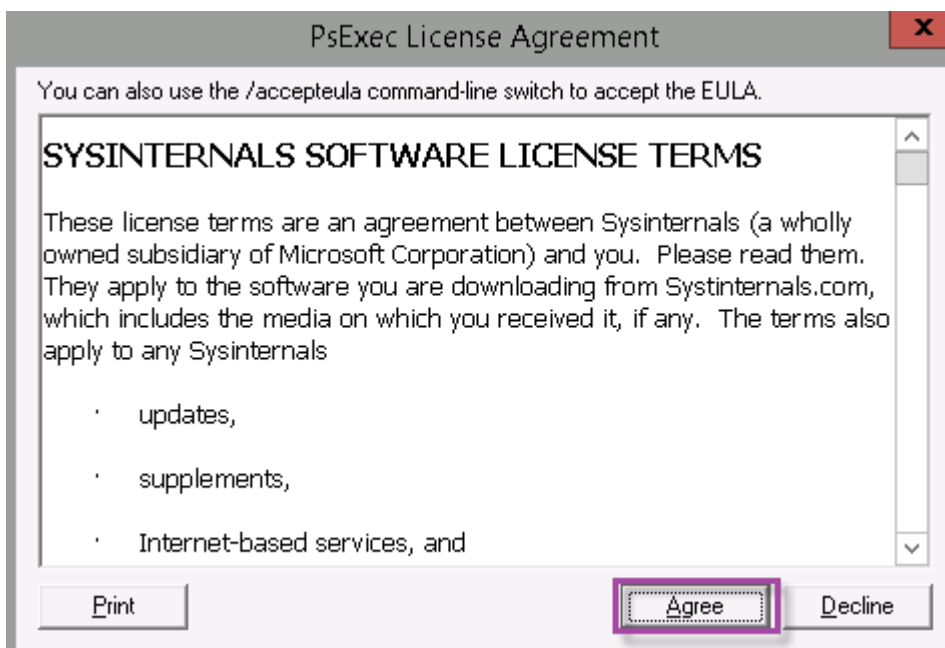 PsExec License Agreement
x
You can also use the /accepteula command-line switch to accept the EULA.
SYSINTERNALS SOFTWARE LICENSE TERMS
These license terms are an agreement between Sysinternals (a wholly
owned subsidiary of Microsoft Corporation) and you.  Please read them.
They apply to the software you are downloading from Systinternals.com,
which includes the media on which you received it, if any.  The terms also
apply to any Sysinternals
· updates,
· supplements,
· Internet-based services, and
Print Agree Decline